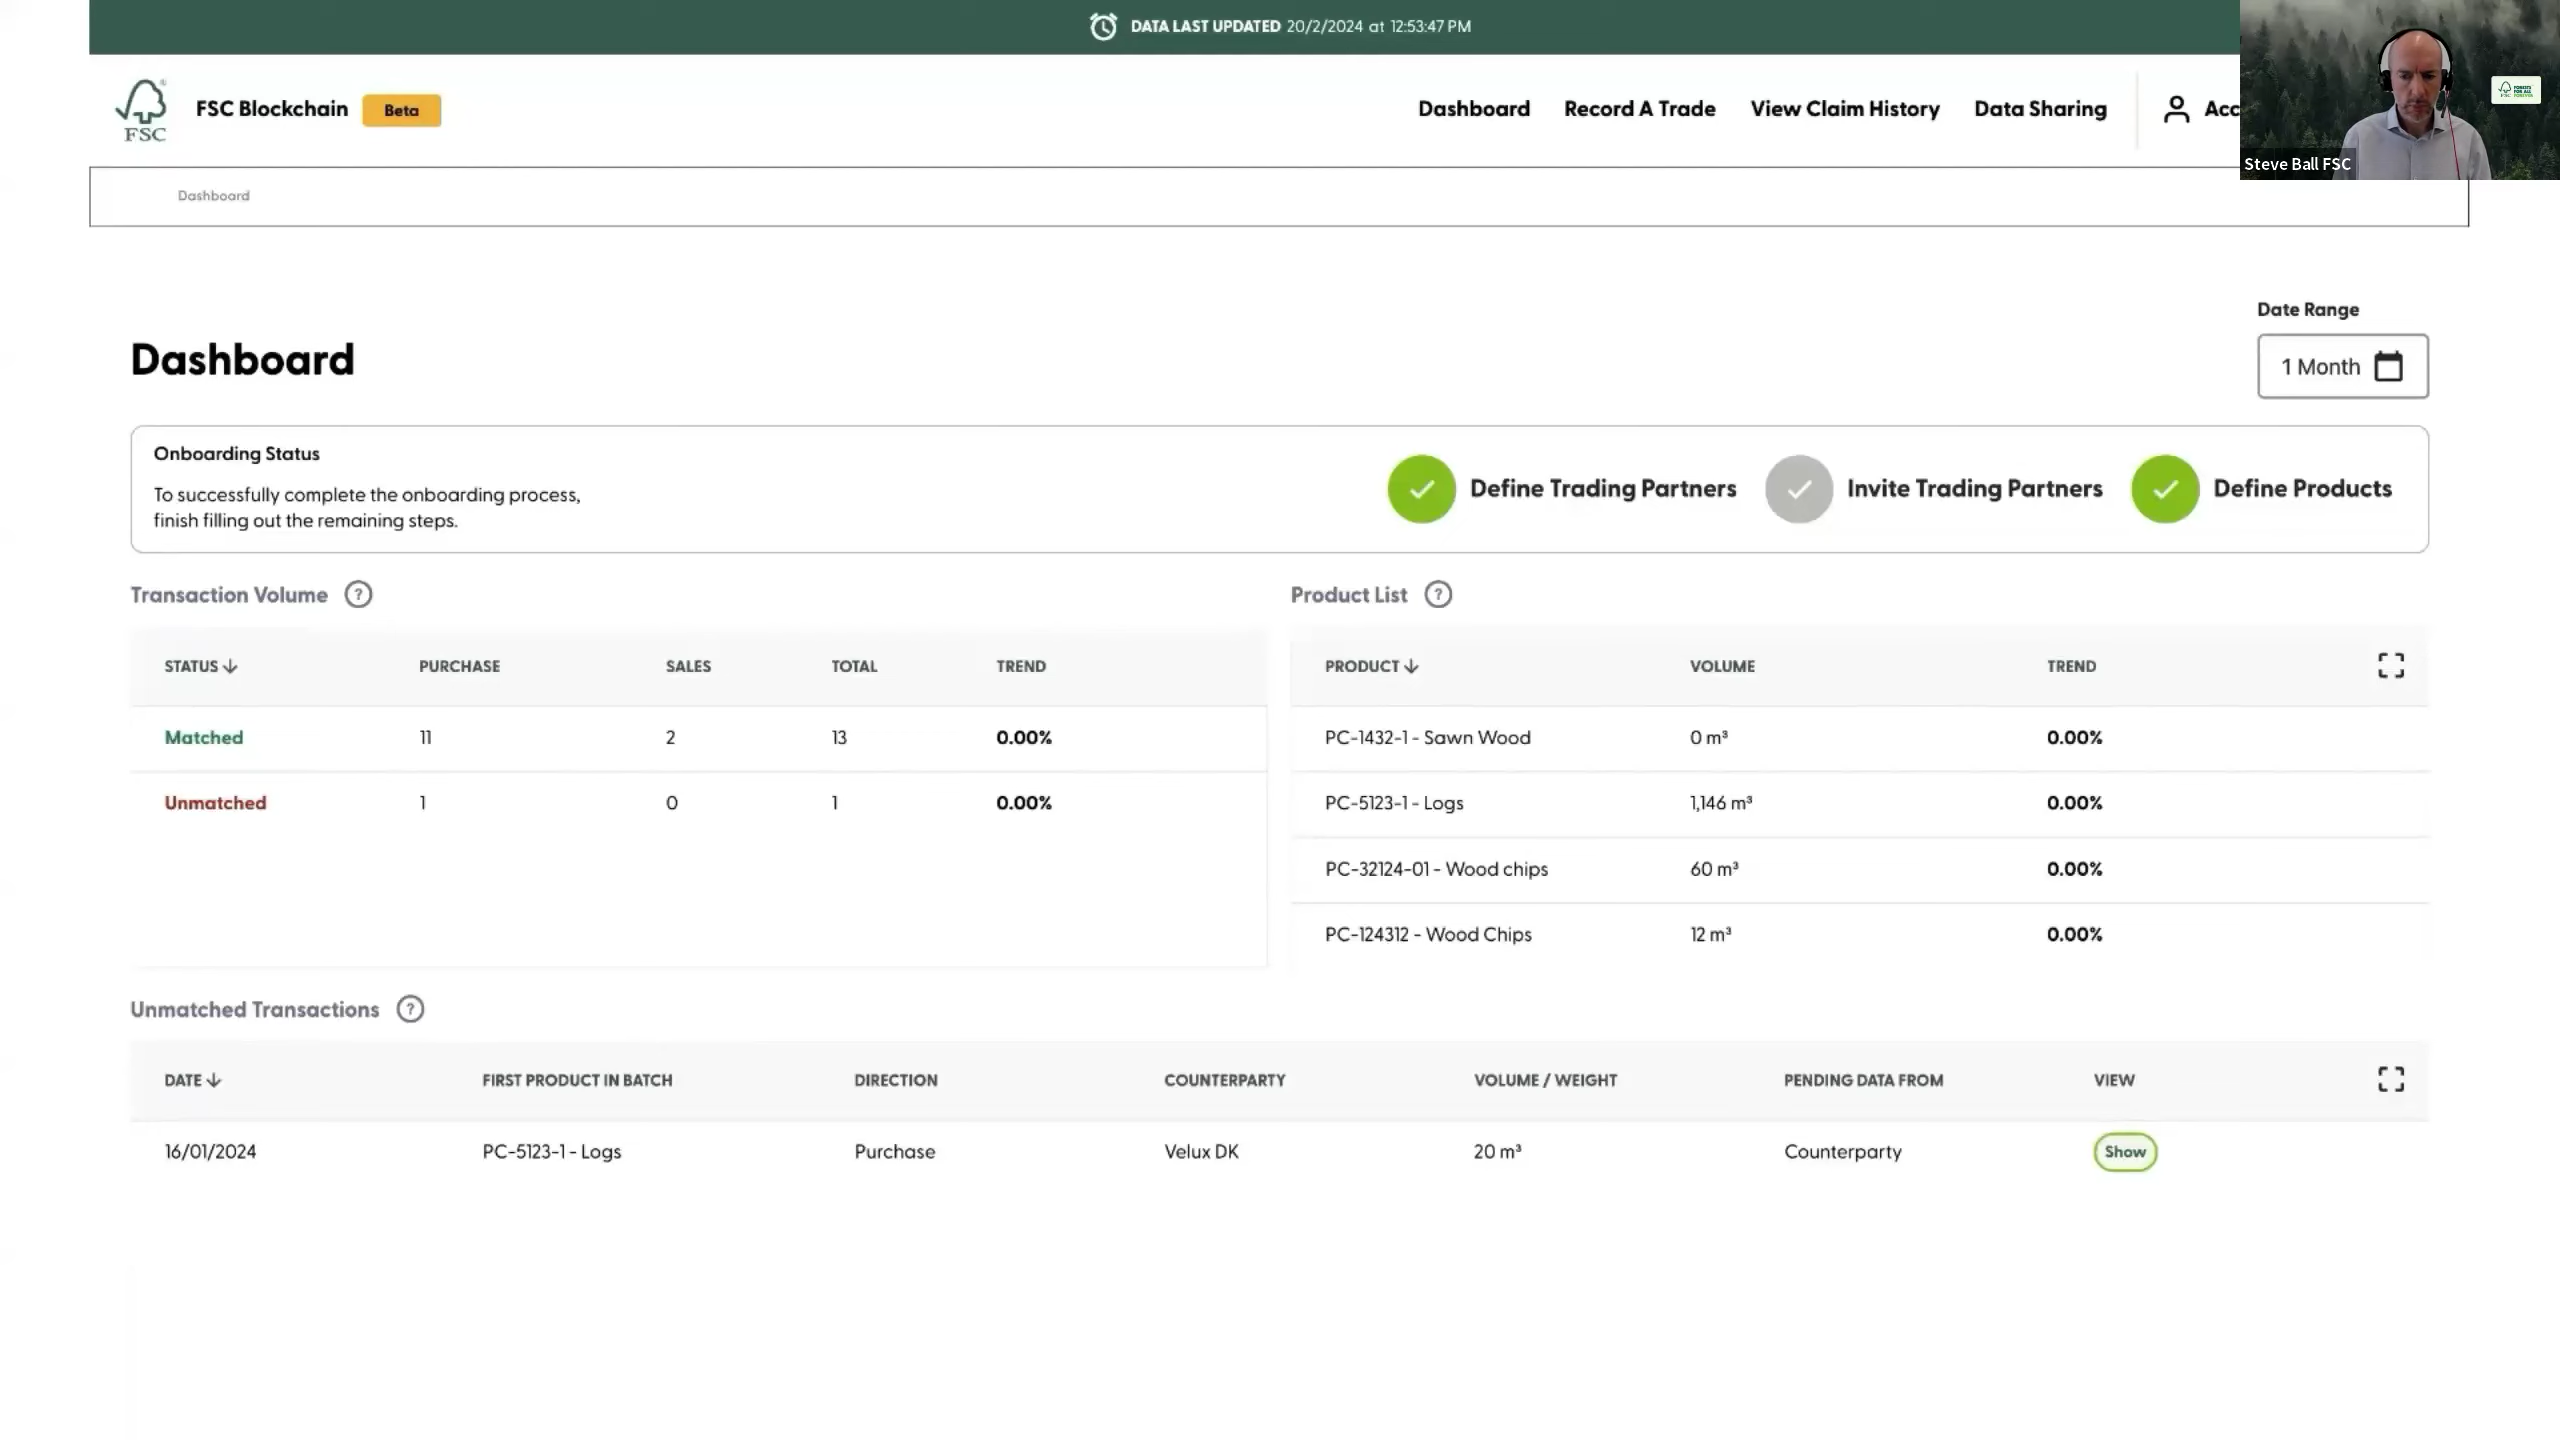 DATA LAST UPDATED 20/2/2024 at 12:53:47 PM
FSC
FSC Blockchain
Beta
Dashboard
Record A Trade
View Claim History
Data Sharing
Acc
Steve Ball FSC
Dashboard
Dashboard
Date Range
1 Month
Onboarding Status
To successfully complete the onboarding process,
finish filling out the remaining steps.
Define Trading Partners
Invite Trading Partners
Define Products
Transaction Volume ?
STATUS PURCHASE SALES TOTAL TREND
Matched 11 2 13 0.00%
Unmatched 1 0 1 0.00%
Product List ?
PRODUCT VOLUME TREND
PC-1432-1 - Sawn Wood 0 m³ 0.00%
PC-5123-1 - Logs 1,146 m³ 0.00%
PC-32124-01 - Wood chips 60 m³ 0.00%
PC-124312 - Wood Chips 12 m³ 0.00%
Unmatched Transactions ?
DATE FIRST PRODUCT IN BATCH DIRECTION COUNTERPARTY VOLUME / WEIGHT PENDING DATA FROM VIEW
16/01/2024 PC-5123-1 - Logs Purchase Velux DK 20 m³ Counterparty Show